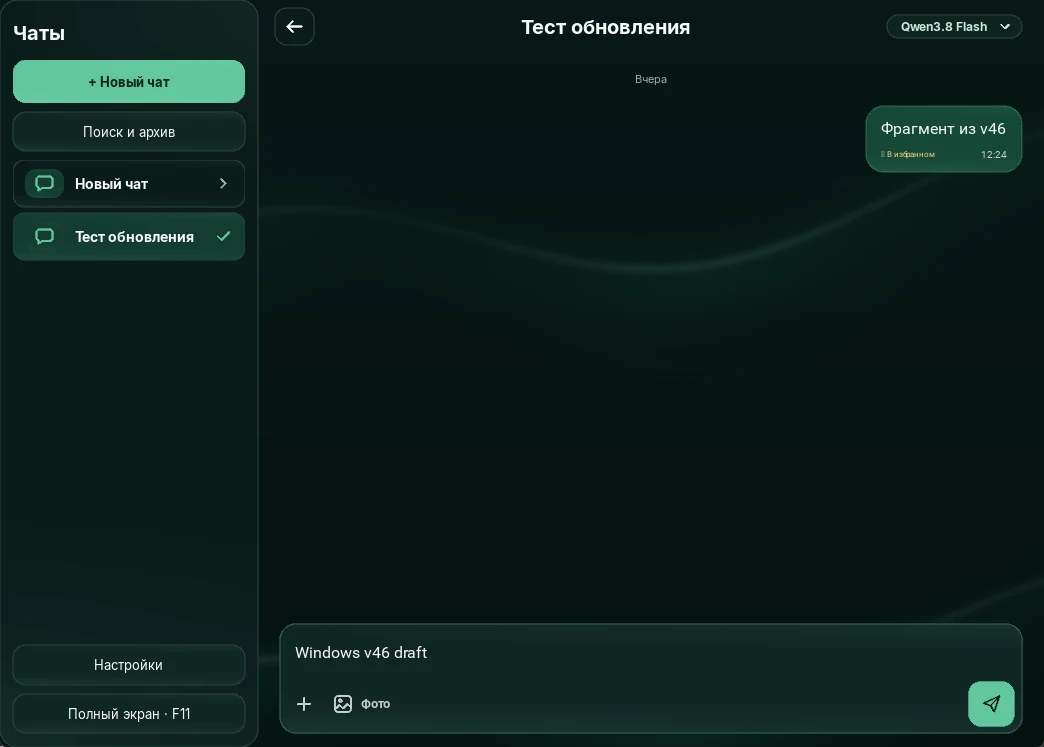 Чаты
+ Новый чат
Поиск и архив
Новый чат
Тест обновления
Настройки
Полный экран · F11
Тест обновления
Qwen3.8 Flash
Вчера
Фрагмент из v46
В избранном
12:24
Windows v46 draft
Фото